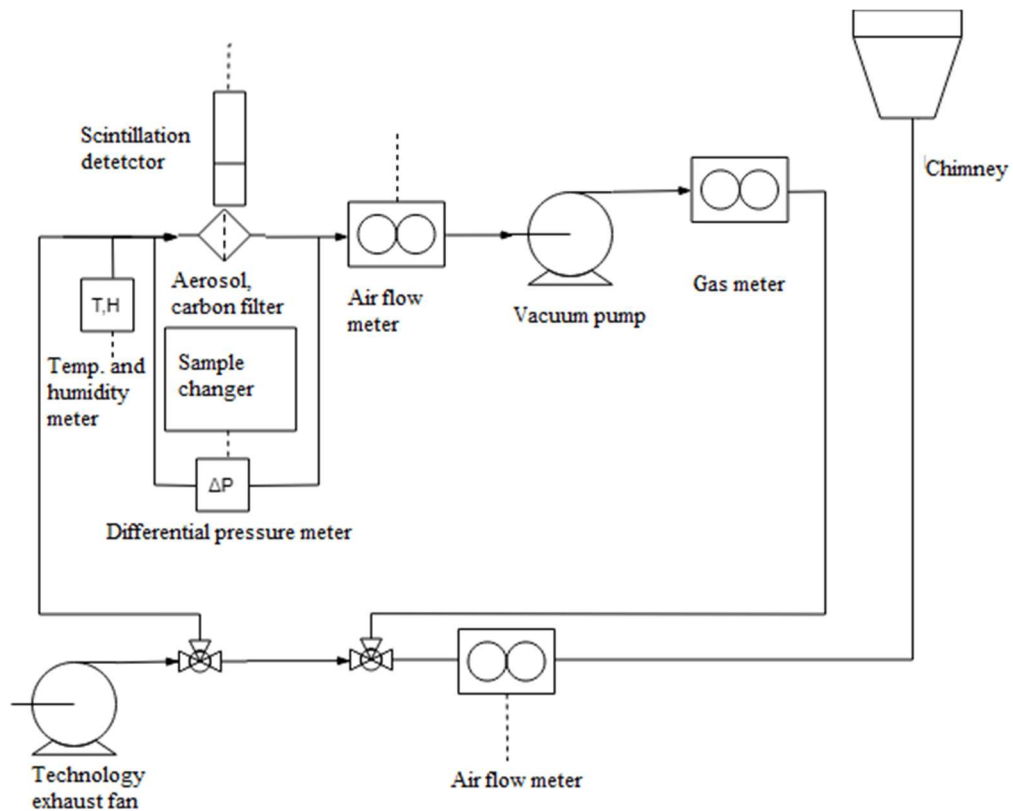 Scintillation
detetctor
Chimney
Aerosol,
carbon filter
Air flow
meter
Vacuum pump
Gas meter
T,H
Temp. and
humidity
meter
Sample
changer
ΔP
Differential pressure meter
Technology
exhaust fan
Air flow meter